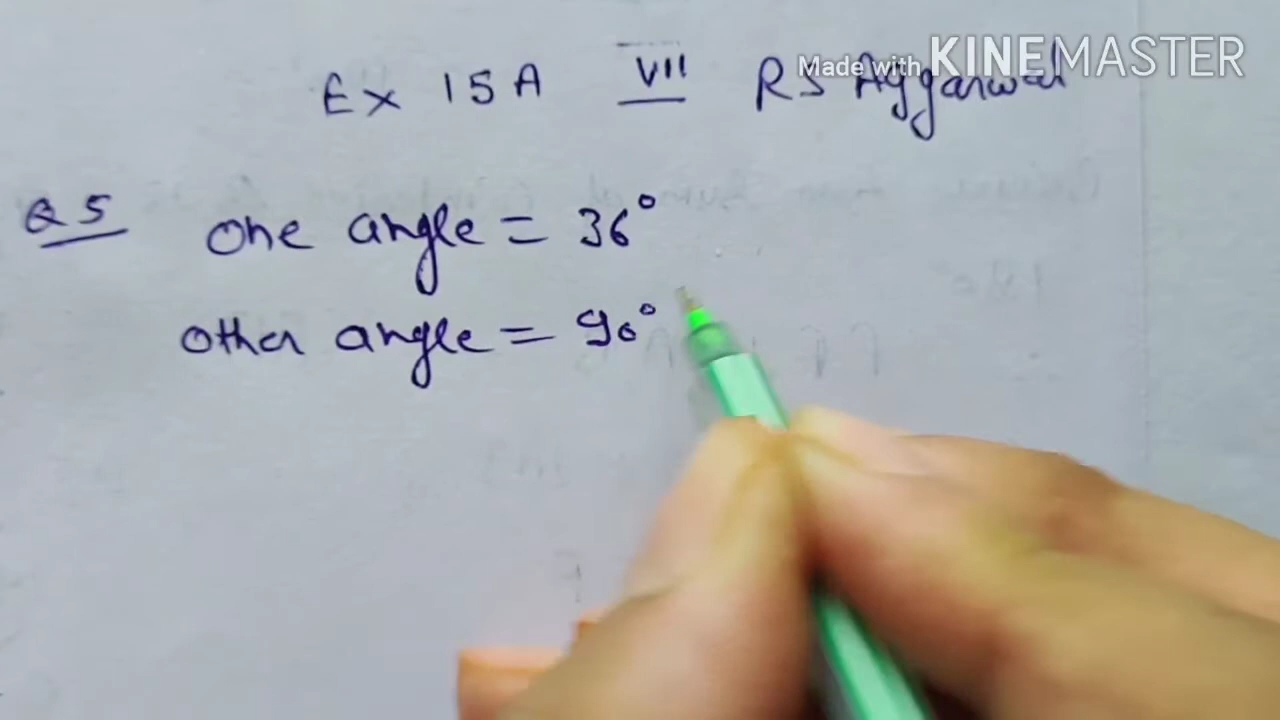 Made with KINEMASTER
Ex 15A VII RS Aggarwal
Q5 One angle = 36°
Other angle = 90°